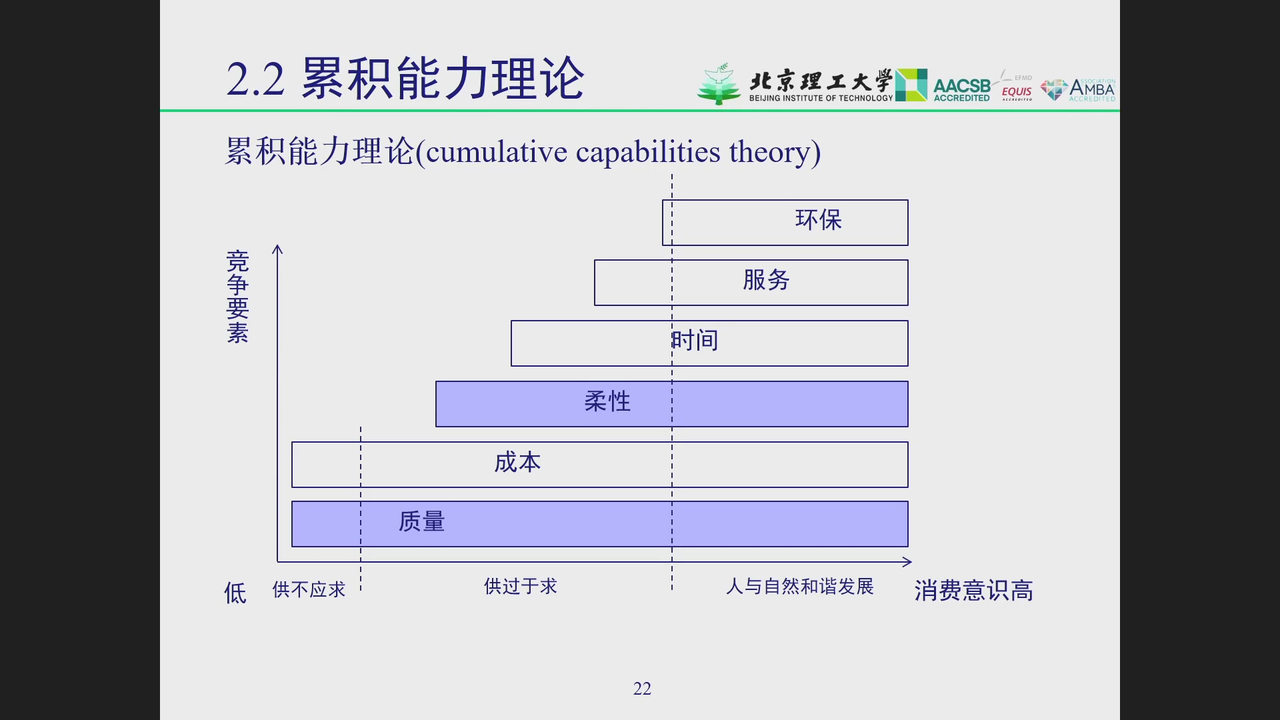 2.2 累积能力理论
北京理工大学
BEIJING INSTITUTE OF TECHNOLOGY
AACSB
ACCREDITED
EFMD
EQUIS
ACCREDITED
ASSOCIATION
AMBA
ACCREDITED
累积能力理论(cumulative capabilities theory)
环保
服务
竞争要素
时间
柔性
成本
质量
低
供不应求
供过于求
人与自然和谐发展
消费意识高
22